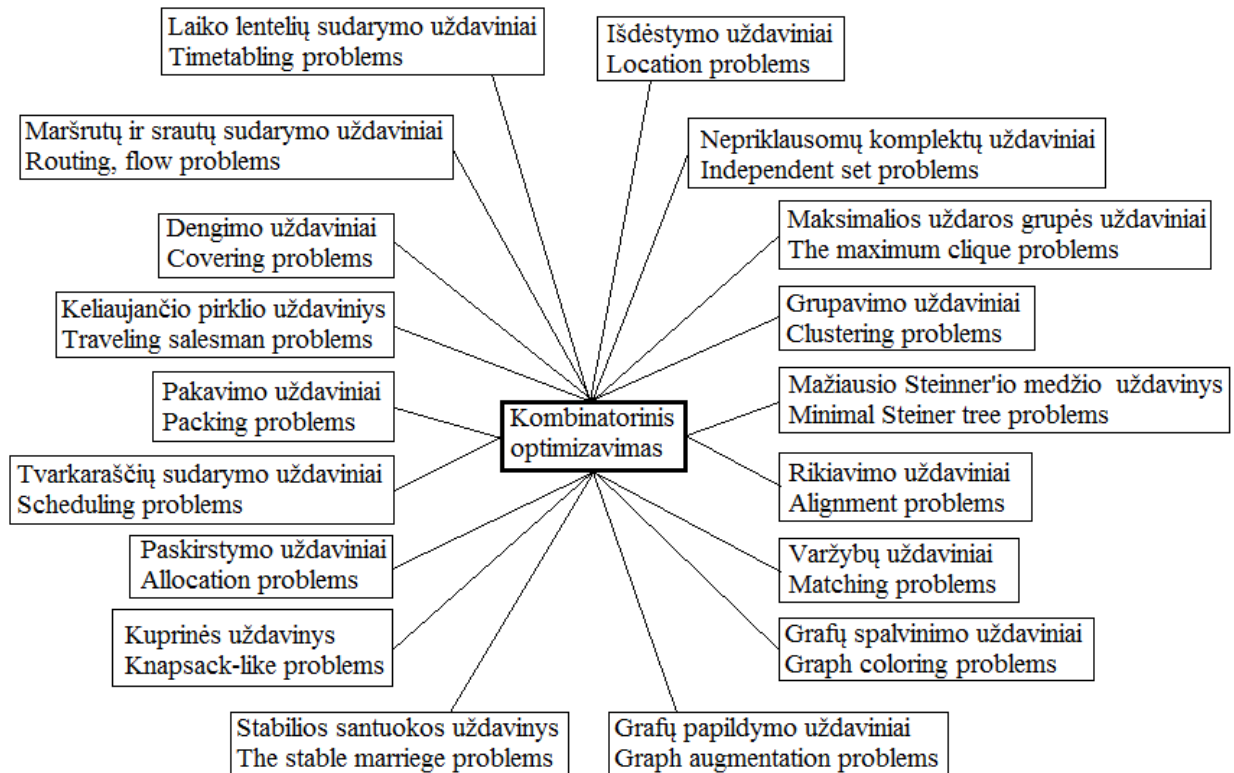 Laiko lentelių sudarymo uždaviniai
Timetabling problems
Išdėstymo uždaviniai
Location problems
Maršrutų ir srautų sudarymo uždaviniai
Routing, flow problems
Nepriklausomų komplektų uždaviniai
Independent set problems
Dengimo uždaviniai
Covering problems
Maksimalios uždaros grupės uždaviniai
The maximum clique problems
Keliaujančio pirklio uždavinys
Traveling salesman problems
Grupavimo uždaviniai
Clustering problems
Pakavimo uždaviniai
Packing problems
Kombinatorinis
optimizavimas
Mažiausio Steinner'io medžio uždavinys
Minimal Steiner tree problems
Tvarkaraščių sudarymo uždaviniai
Scheduling problems
Rikiavimo uždaviniai
Alignment problems
Paskirstymo uždaviniai
Allocation problems
Varžybų uždaviniai
Matching problems
Kuprinės uždavinys
Knapsack-like problems
Grafų spalvinimo uždaviniai
Graph coloring problems
Stabilios santuokos uždavinys
The stable marriege problems
Grafų papildymo uždaviniai
Graph augmentation problems